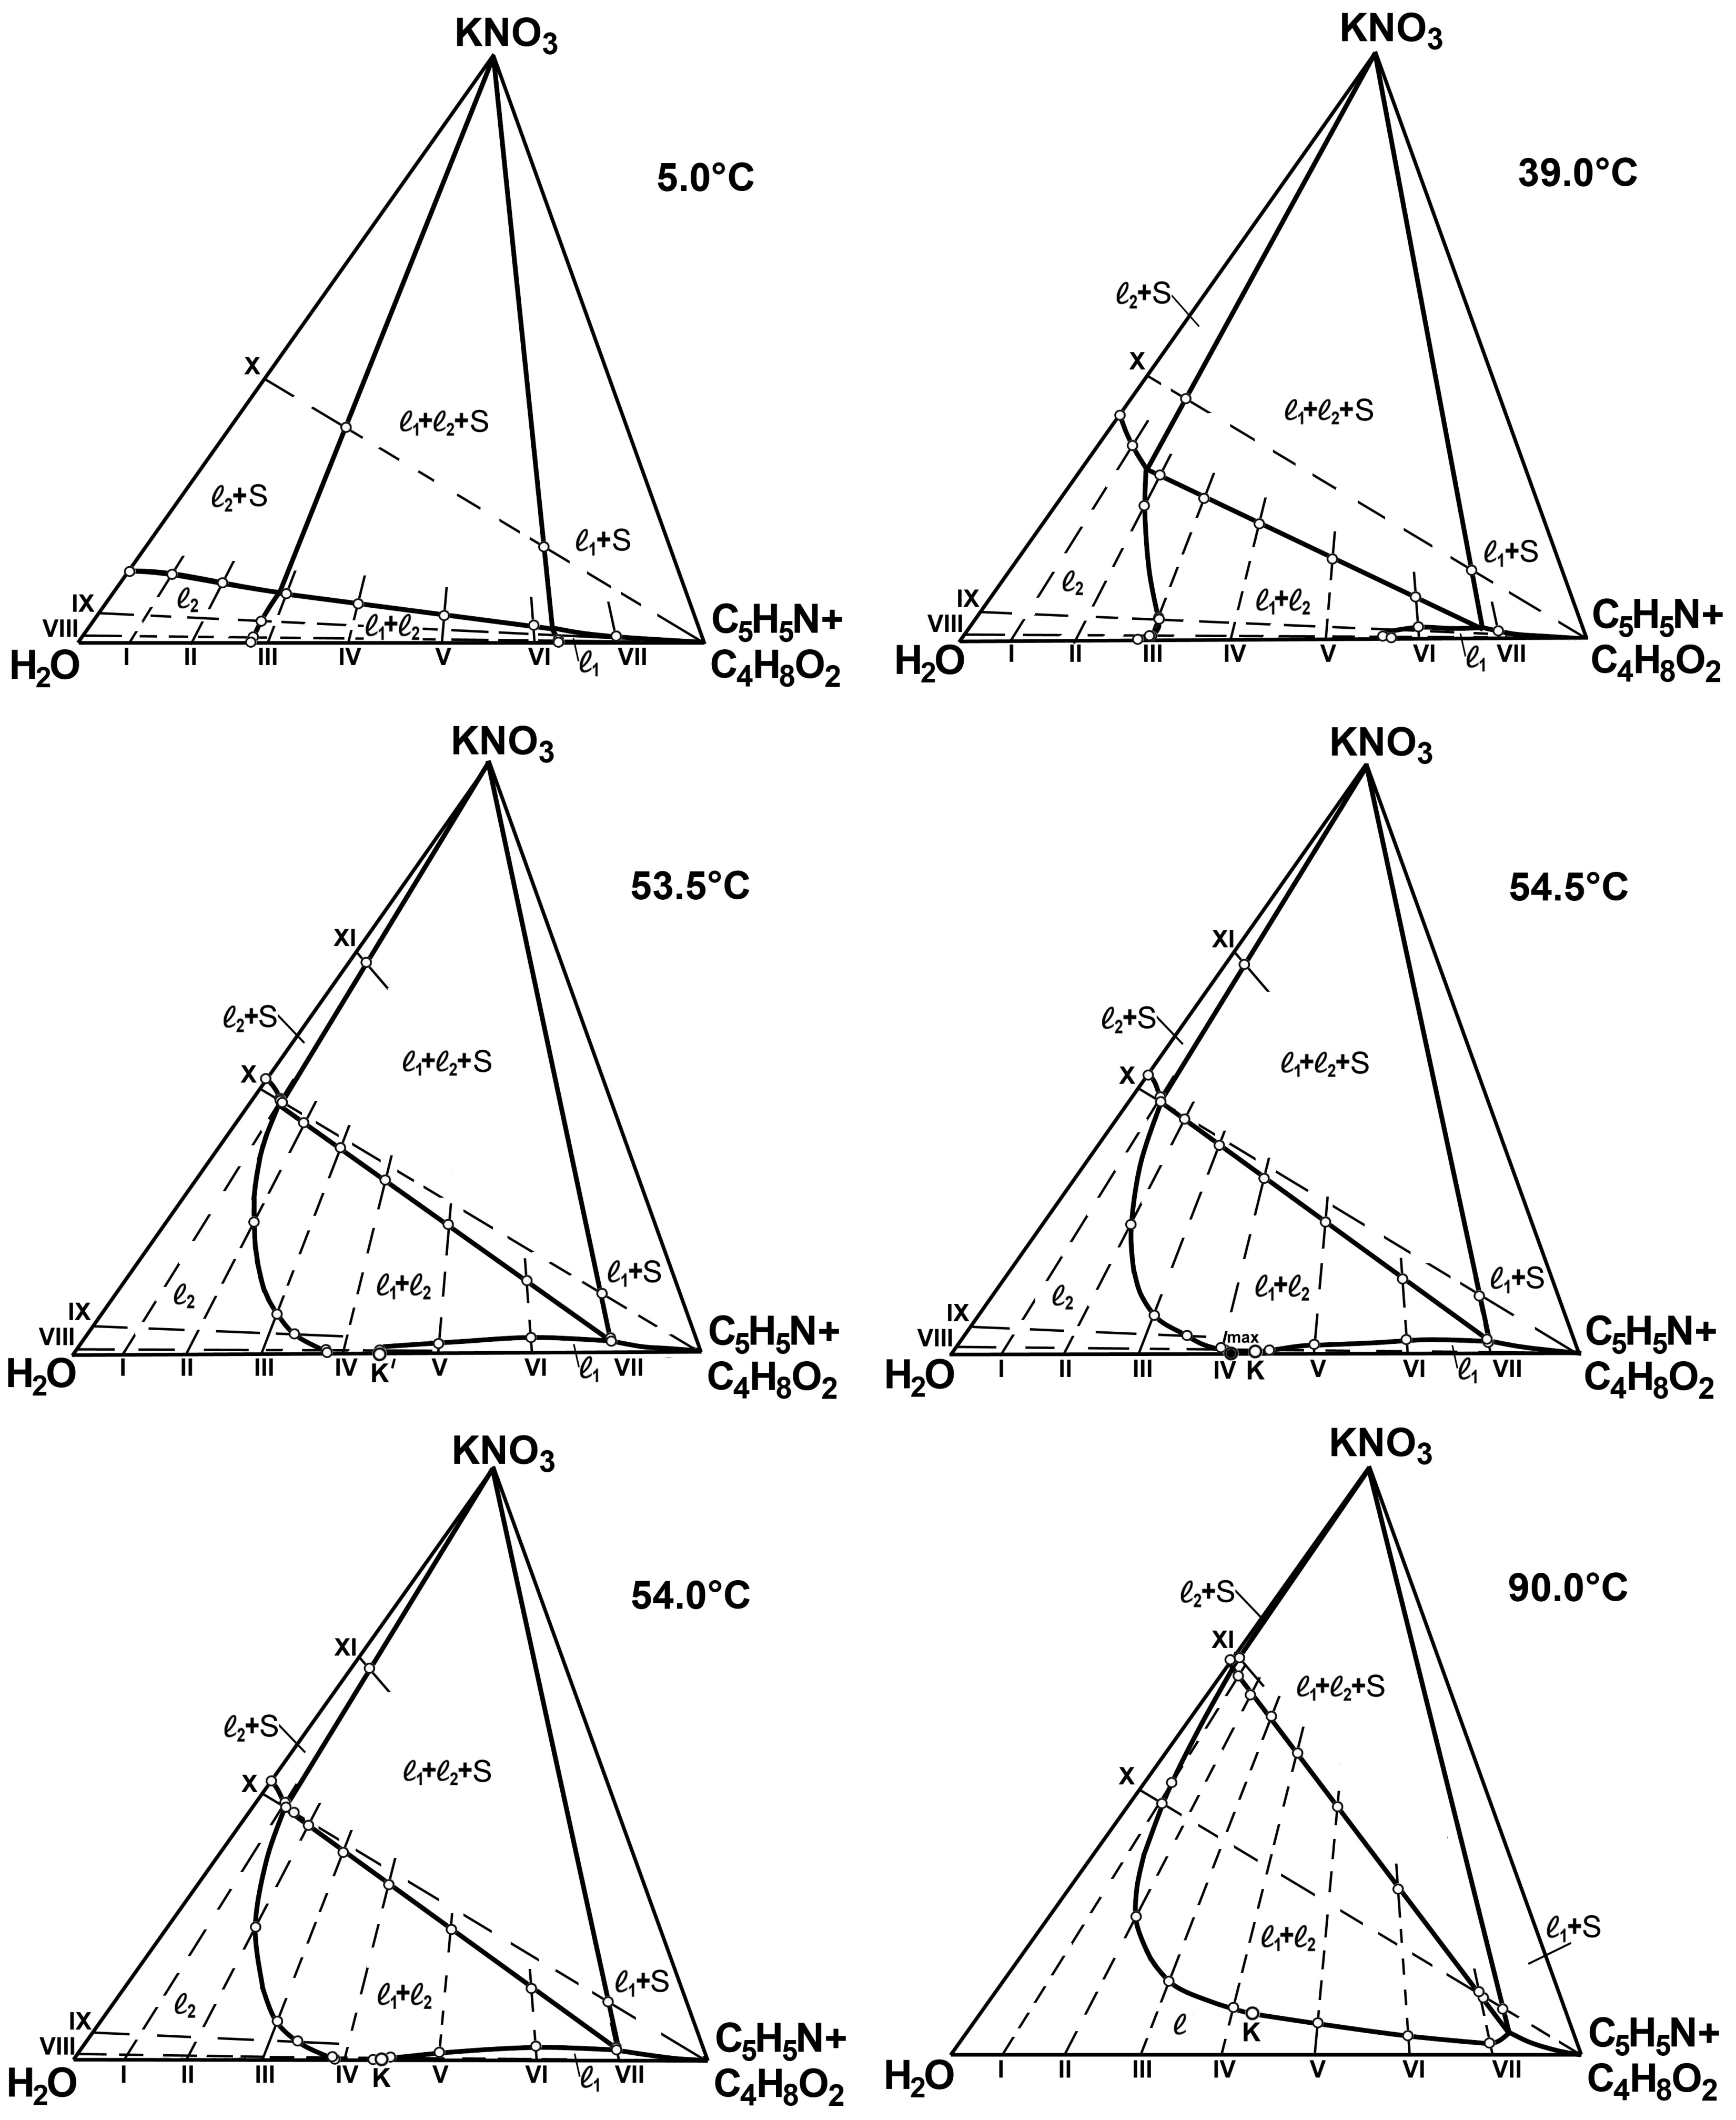 KNO₃
5.0°C
X
ℓ₁+ℓ₂+S
ℓ₂+S
ℓ₁+S
IX
ℓ₂
VIII
ℓ₁+ℓ₂
C₅H₅N+
H₂O
I II III IV V VI ℓ₁ VII
C₄H₈O₂
KNO₃
39.0°C
ℓ₂+S
X
ℓ₁+ℓ₂+S
ℓ₁+S
ℓ₂
IX
ℓ₁+ℓ₂
VIII
C₅H₅N+
H₂O
I II III IV V VI ℓ₁ VII
C₄H₈O₂
KNO₃
53.5°C
XI
ℓ₂+S
ℓ₁+ℓ₂+S
X
ℓ₁+S
ℓ₂
ℓ₁+ℓ₂
IX
VIII
C₅H₅N+
H₂O
I II III IV K′ V VI ℓ₁ VII
C₄H₈O₂
KNO₃
54.5°C
XI
ℓ₂+S
ℓ₁+ℓ₂+S
X
ℓ₁+S
ℓ₂
ℓ₁+ℓ₂
IX
VIII
max
C₅H₅N+
H₂O
I II III IV K V VI ℓ₁ VII
C₄H₈O₂
KNO₃
54.0°C
XI
ℓ₂+S
ℓ₁+ℓ₂+S
X
ℓ₁+S
ℓ₂
ℓ₁+ℓ₂
IX
VIII
C₅H₅N+
H₂O
I II III IV K V VI ℓ₁ VII
C₄H₈O₂
KNO₃
90.0°C
ℓ₂+S
XI
ℓ₁+ℓ₂+S
X
ℓ₁+S
ℓ₁+ℓ₂
ℓ
K
C₅H₅N+
H₂O
I II III IV V VI VII
C₄H₈O₂